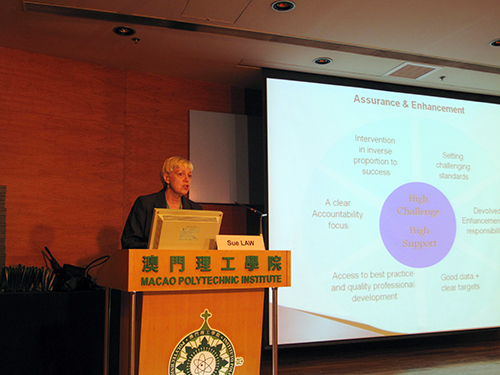 Assurance & Enhancement
Intervention
in inverse
proportion to
success
Setting
challenging
standards
A clear
Accountability
focus
High
Challenge
High
Support
Devolved
Enhancement
responsibil
Access to best practice
and quality professional
development
Good data +
clear targets
Sue LAW
澳門理工學院
MACAO POLYTECHNIC INSTITUTE